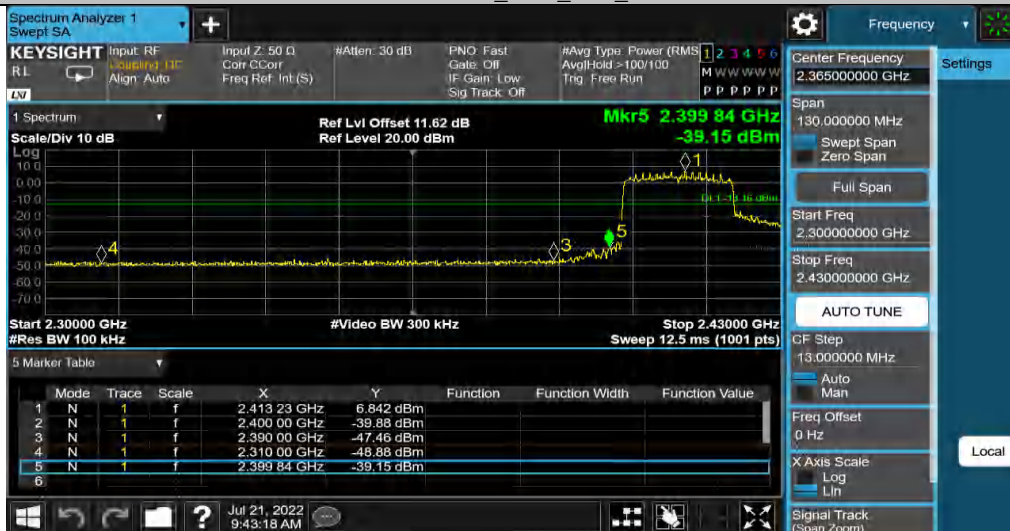 Spectrum Analyzer 1
Swept SA
Frequency
KEYSIGHT
RL
LXI
Input: RF
Coupling: DC
Align: Auto
Input Z: 50 Ω
Corr CCorr
Freq Ref: Int (S)
#Atten: 30 dB
PNO: Fast
Gate: Off
IF Gain: Low
Sig Track: Off
#Avg Type: Power (RMS
Avg|Hold >100/100
Trig: Free Run
1 2 3 4 5 6
M W W W W W
P P P P P P
1 Spectrum
Scale/Div 10 dB
Ref Lvl Offset 11.62 dB
Ref Level 20.00 dBm
Mkr5 2.399 84 GHz
-39.15 dBm
Log
10.0
0.00
-10.0
-20.0
-30.0
-40.0
-50.0
-60.0
-70.0
1
DL1 -13.16 dBm
4
3
5
Start 2.30000 GHz
#Res BW 100 kHz
#Video BW 300 kHz
Stop 2.43000 GHz
Sweep 12.5 ms (1001 pts)
5 Marker Table
Mode Trace Scale X Y Function Function Width Function Value
1 N 1 f 2.413 23 GHz 6.842 dBm
2 N 1 f 2.400 00 GHz -39.88 dBm
3 N 1 f 2.390 00 GHz -47.46 dBm
4 N 1 f 2.310 00 GHz -48.88 dBm
5 N 1 f 2.399 84 GHz -39.15 dBm
6
?
Jul 21, 2022
9:43:18 AM
Center Frequency
2.365000000 GHz
Settings
Span
130.000000 MHz
Swept Span
Zero Span
Full Span
Start Freq
2.300000000 GHz
Stop Freq
2.430000000 GHz
AUTO TUNE
CF Step
13.000000 MHz
Auto
Man
Freq Offset
0 Hz
Local
X Axis Scale
Log
Lin
Signal Track
(Span Zoom)